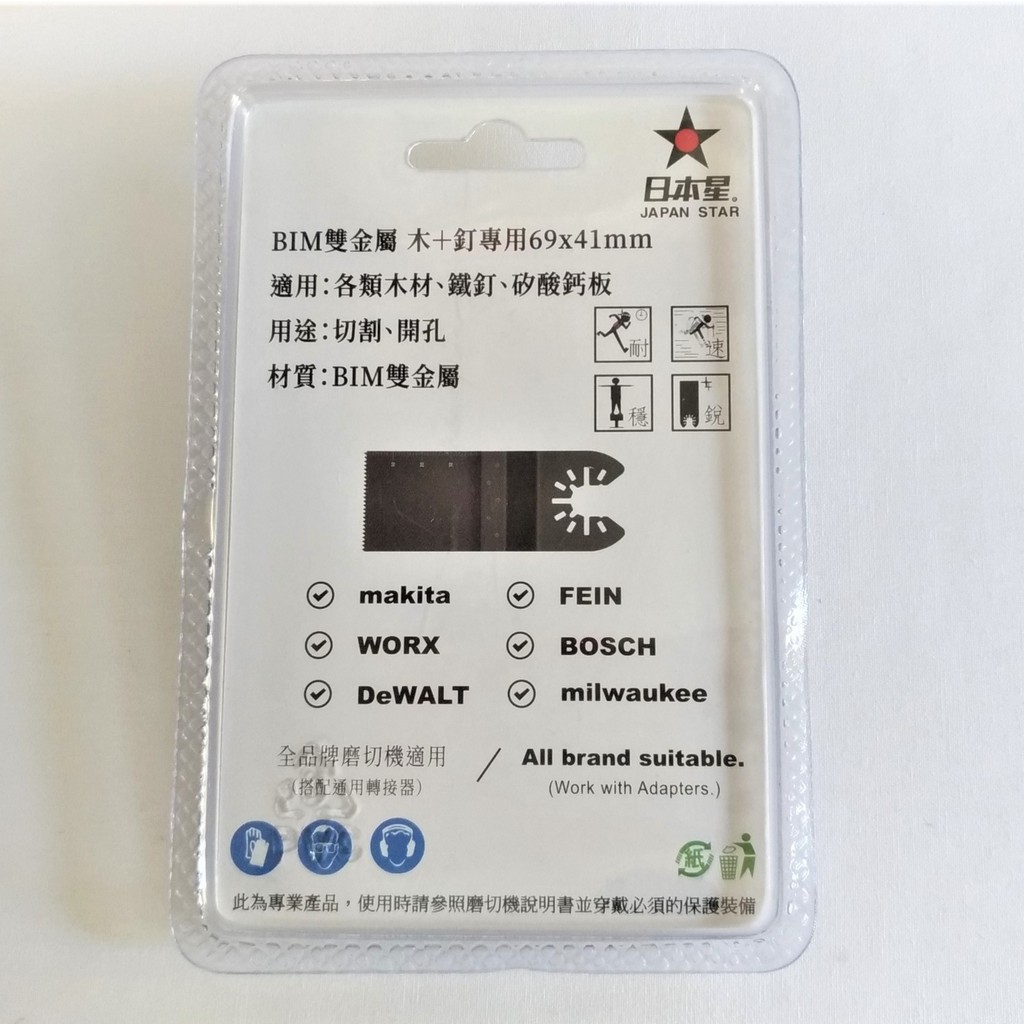 日本星®
JAPAN STAR
BIM雙金屬 木+釘專用69x41mm
適用:各類木材、鐵釘、矽酸鈣板
用途:切割、開孔
材質:BIM雙金屬
耐
速
穩
銳
makita
FEIN
WORX
BOSCH
DeWALT
milwaukee
全品牌磨切機適用 / All brand suitable.
(搭配通用轉接器) (Work with Adapters.)
紙
此為專業產品，使用時請參照磨切機說明書並穿戴必須的保護裝備